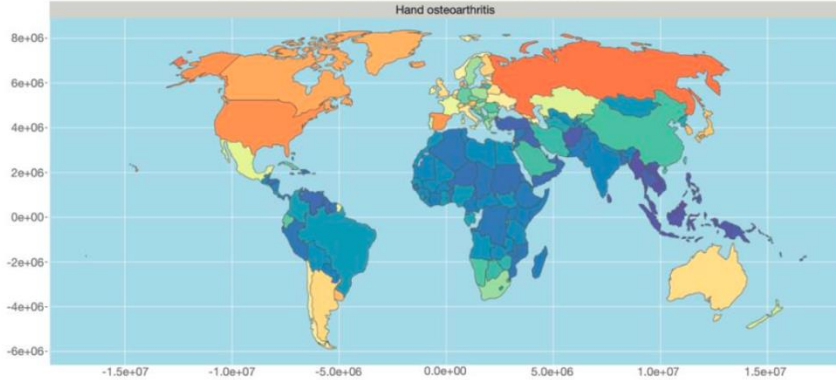 Hand osteoarthritis
8e+06-
6e+06-
4e+06-
2e+06-
0e+00-
-2e+06-
-4e+06-
-6e+06-
-1.5e+07 -1.0e+07 -5.0e+06 0.0e+00 5.0e+06 1.0e+07 1.5e+07